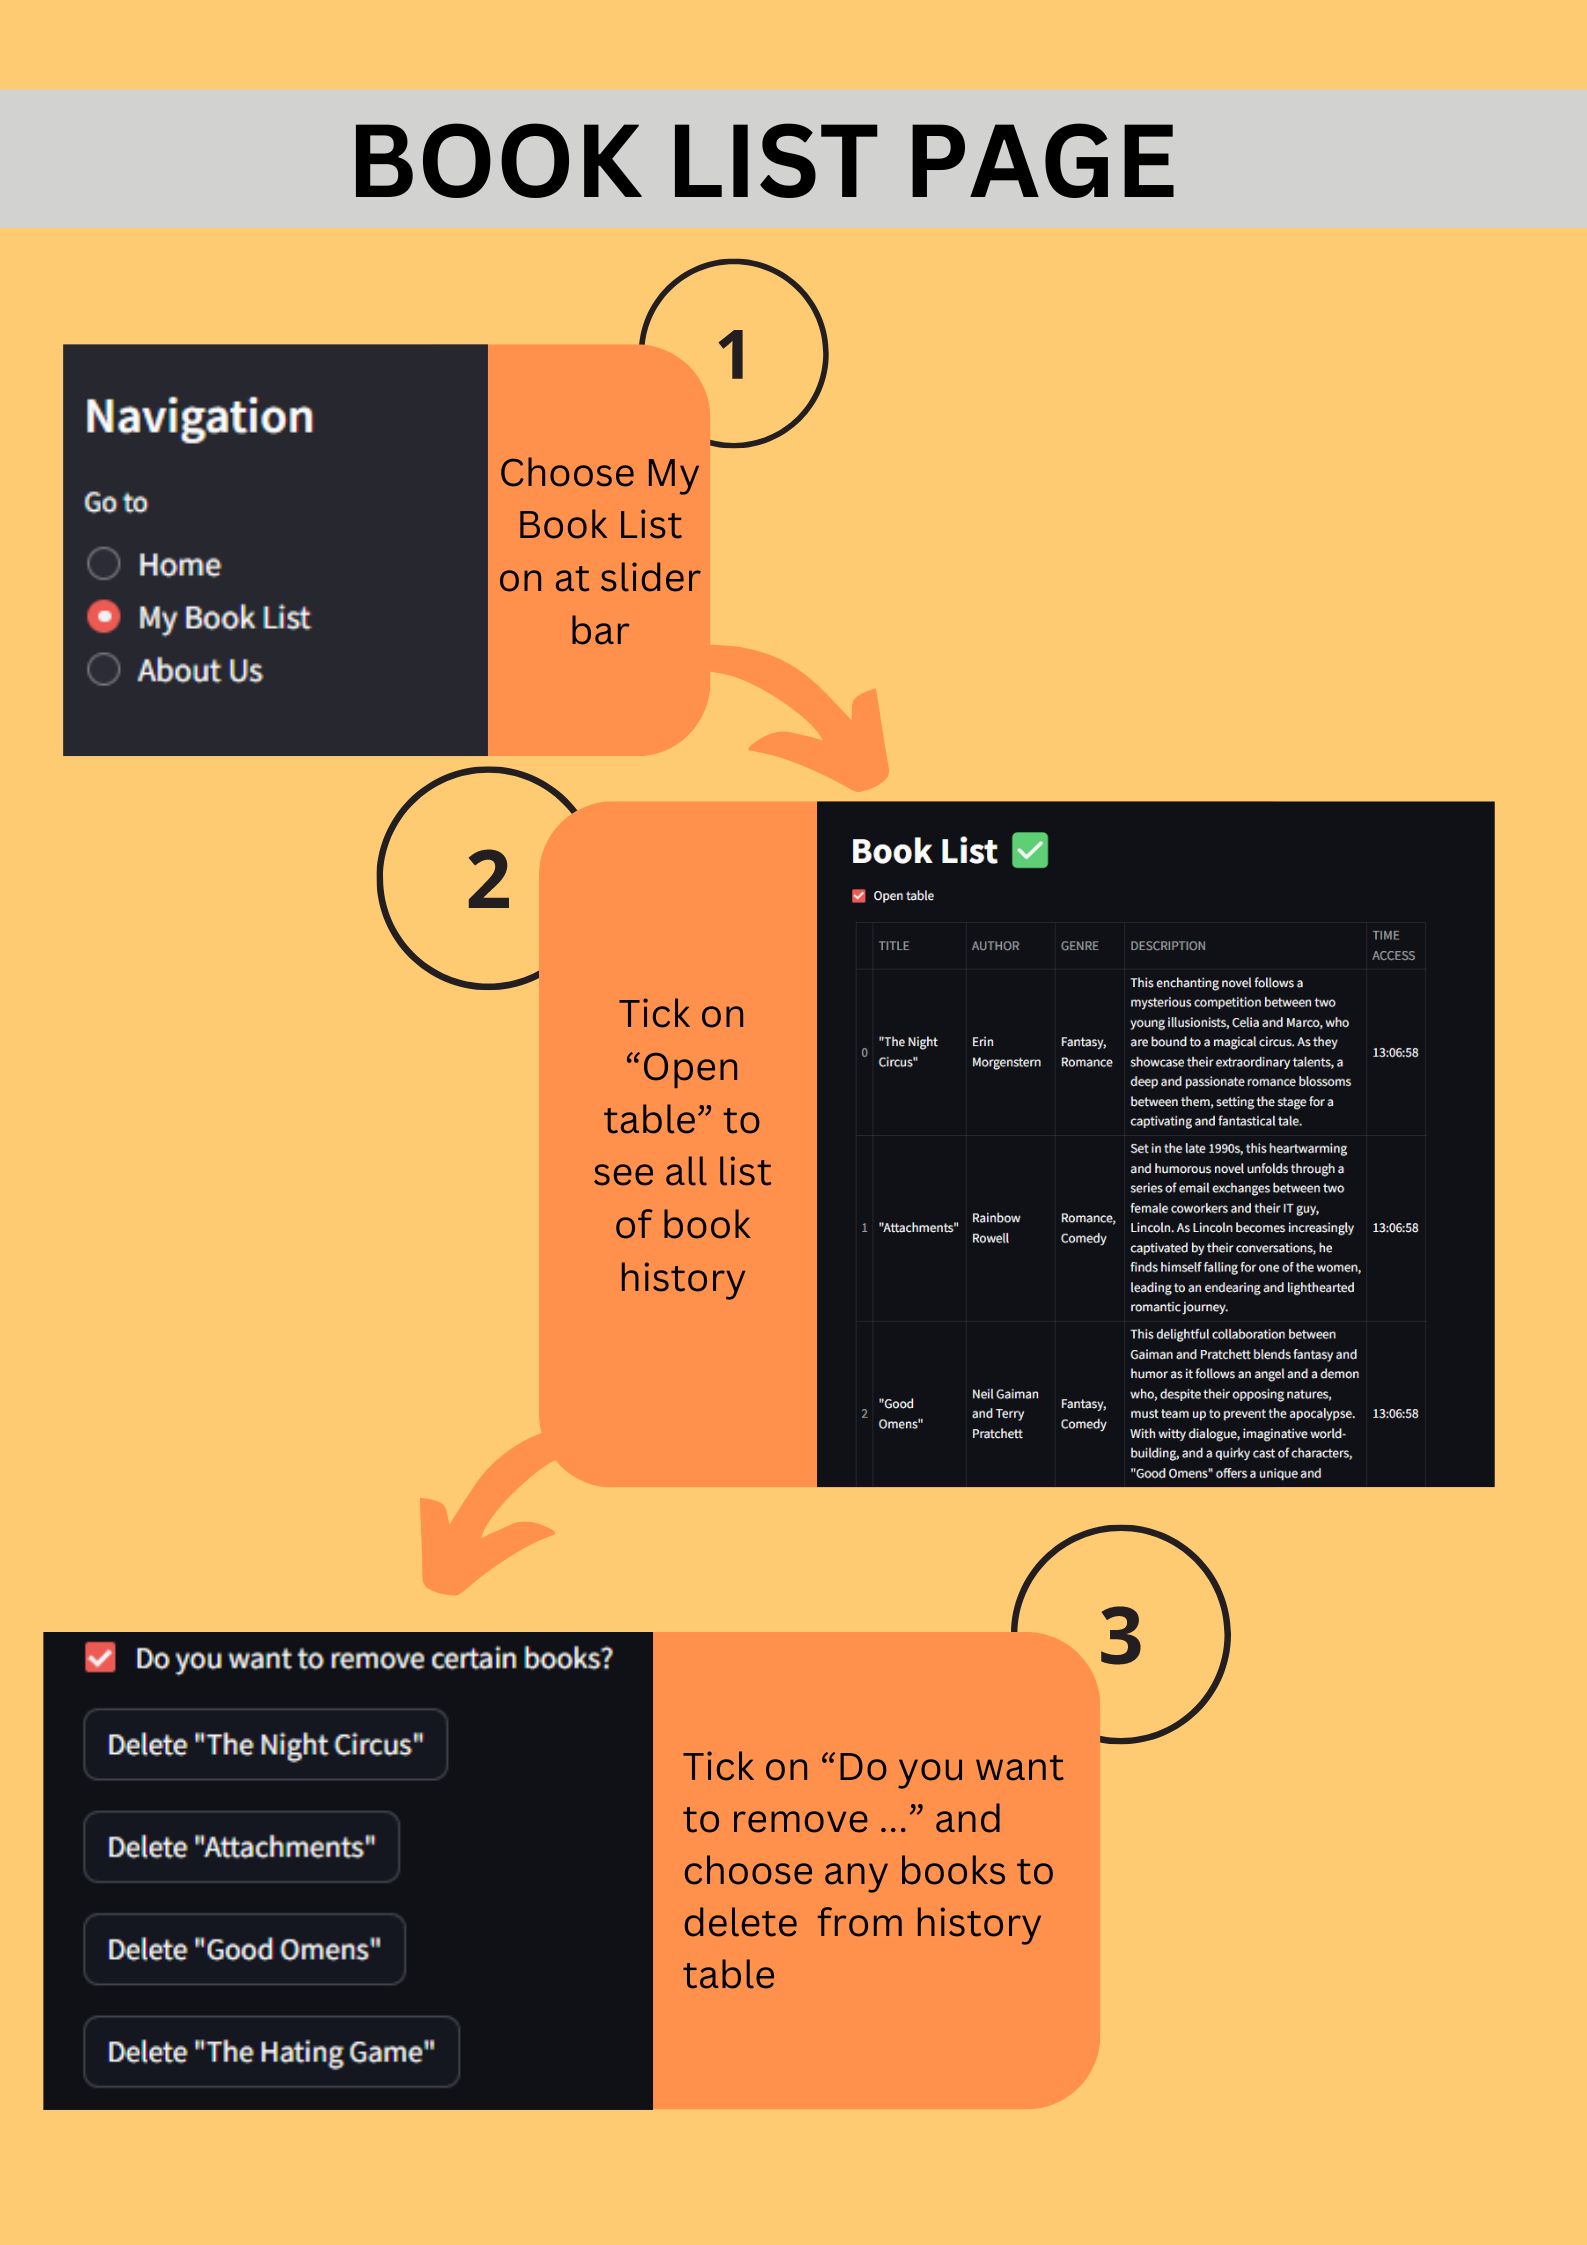 BOOK LIST PAGE
1
Navigation
Go to
Home
My Book List
About Us
Choose My
Book List
on at slider
bar
2
Tick on
“Open
table” to
see all list
of book
history
Book List
Open table
TITLE AUTHOR GENRE DESCRIPTION TIME ACCESS
0 "The Night Circus" Erin Morgenstern Fantasy, Romance
This enchanting novel follows a
mysterious competition between two
young illusionists, Celia and Marco, who
are bound to a magical circus. As they
showcase their extraordinary talents, a
deep and passionate romance blossoms
between them, setting the stage for a
captivating and fantastical tale.
13:06:58
1 "Attachments" Rainbow Rowell Romance, Comedy
Set in the late 1990s, this heartwarming
and humorous novel unfolds through a
series of email exchanges between two
female coworkers and their IT guy,
Lincoln. As Lincoln becomes increasingly
captivated by their conversations, he
finds himself falling for one of the women,
leading to an endearing and lighthearted
romantic journey.
13:06:58
2 "Good Omens" Neil Gaiman and Terry Pratchett Fantasy, Comedy
This delightful collaboration between
Gaiman and Pratchett blends fantasy and
humor as it follows an angel and a demon
who, despite their opposing natures,
must team up to prevent the apocalypse.
With witty dialogue, imaginative world-
building, and a quirky cast of characters,
"Good Omens" offers a unique and
13:06:58
3
Do you want to remove certain books?
Delete "The Night Circus"
Delete "Attachments"
Delete "Good Omens"
Delete "The Hating Game"
Tick on “Do you want
to remove ...” and
choose any books to
delete  from history
table